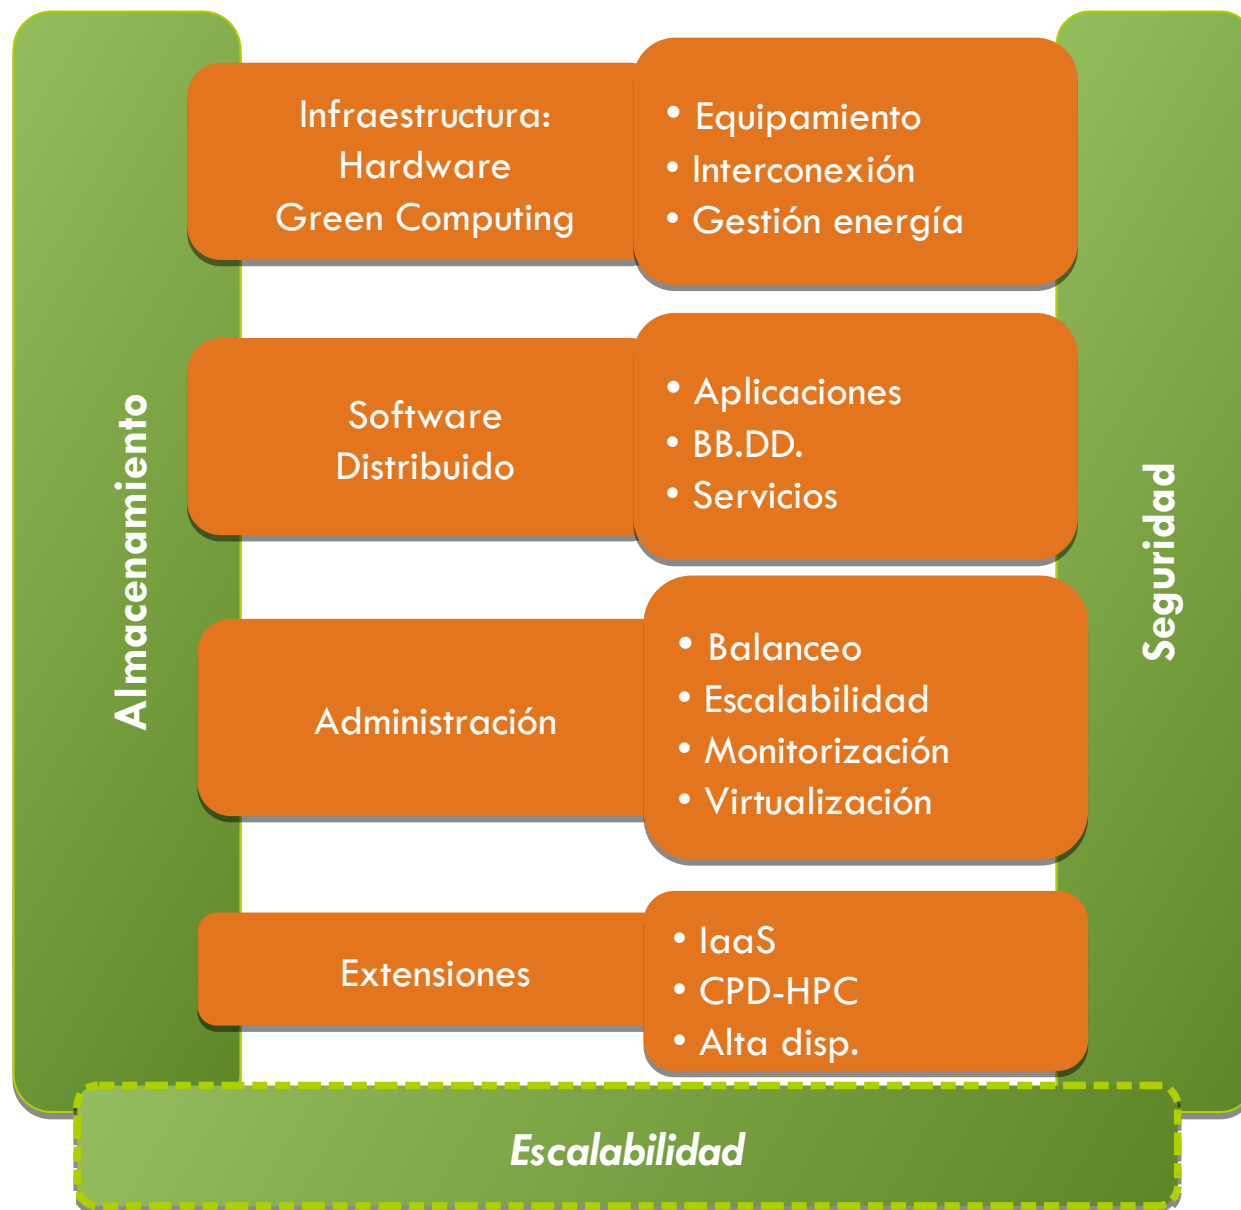 Almacenamiento
Infraestructura:
Hardware
Green Computing
• Equipamiento
• Interconexión
• Gestión energía
Software
Distribuido
• Aplicaciones
• BB.DD.
• Servicios
Administración
• Balanceo
• Escalabilidad
• Monitorización
• Virtualización
Extensiones
• IaaS
• CPD-HPC
• Alta disp.
Seguridad
Escalabilidad